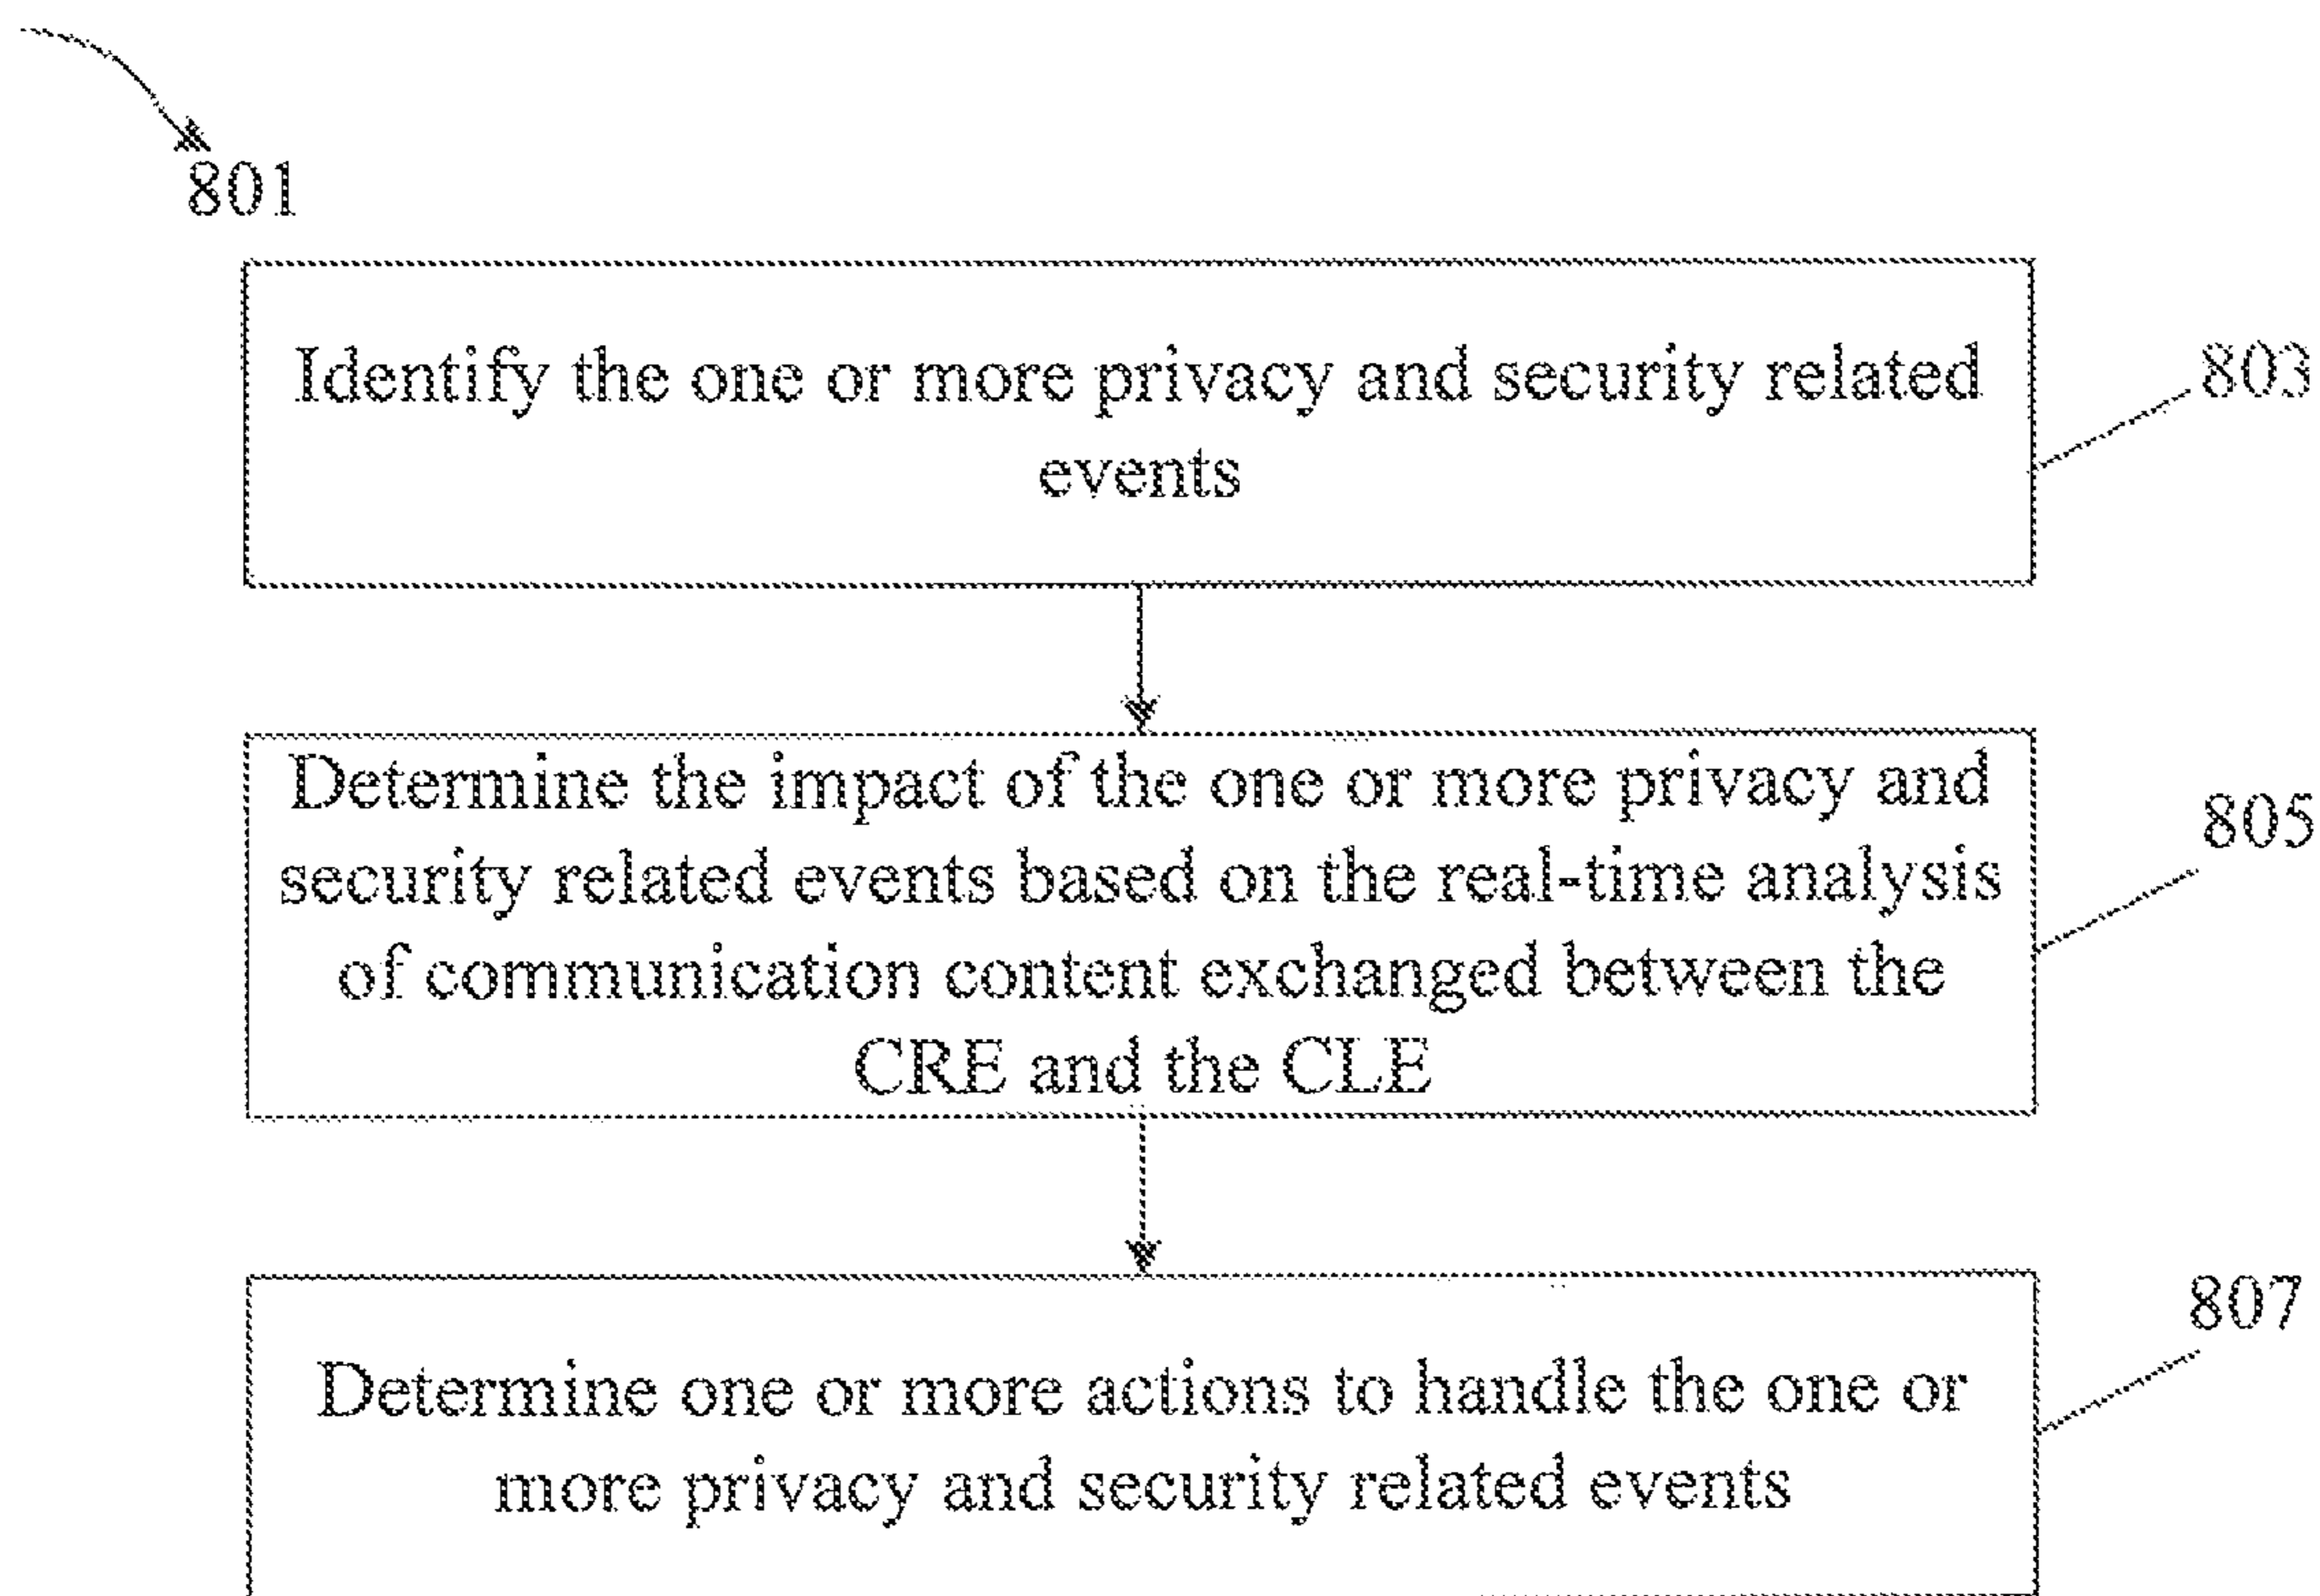 801
Identify the one or more privacy and security related
events
803
Determine the impact of the one or more privacy and
security related events based on the real-time analysis
of communication content exchanged between the
CRE and the CLE
805
Determine one or more actions to handle the one or
more privacy and security related events
807